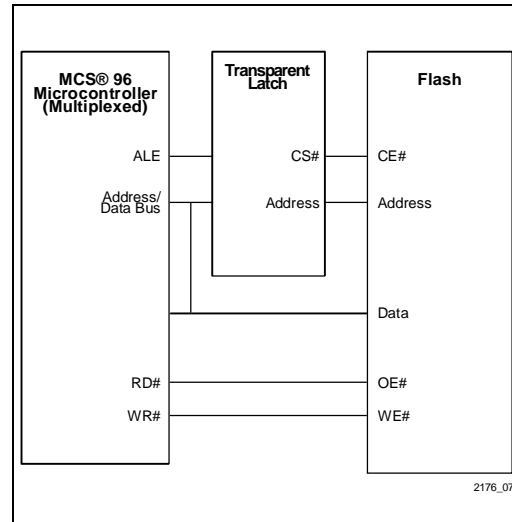 MCS® 96
Microcontroller
(Multiplexed)
Transparent
Latch
Flash
ALE
CS#
CE#
Address/
Data Bus
Address
Address
Data
RD#
OE#
WR#
WE#
2176_07